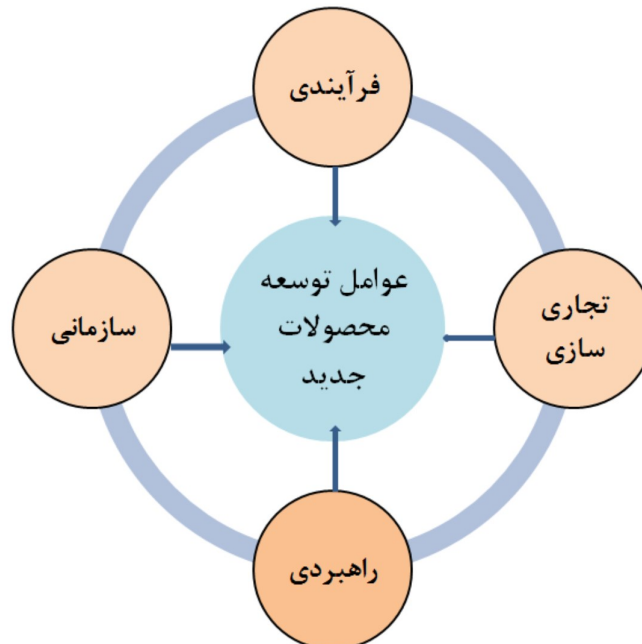 فرآیندی
تجاری
سازی
عوامل توسعه
محصولات
جدید
سازمانی
راهبردی